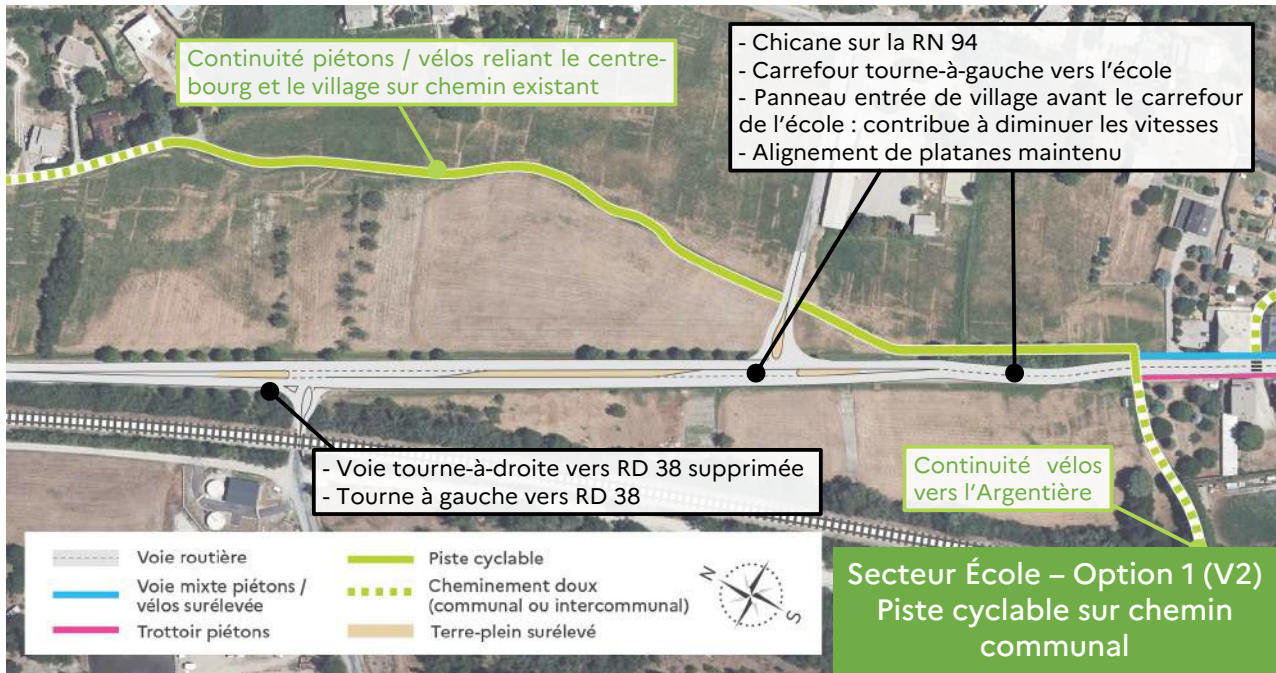 Continuité piétons / vélos reliant le centre-
bourg et le village sur chemin existant
- Chicane sur la RN 94
- Carrefour tourne-à-gauche vers l'école
- Panneau entrée de village avant le carrefour
de l'école : contribue à diminuer les vitesses
- Alignement de platanes maintenu
- Voie tourne-à-droite vers RD 38 supprimée
- Tourne à gauche vers RD 38
Continuité vélos
vers l'Argentière
Voie routière
Voie mixte piétons /
vélos surélevée
Trottoir piétons
Piste cyclable
Cheminement doux
(communal ou intercommunal)
Terre-plein surélevé
N
S
Secteur École – Option 1 (V2)
Piste cyclable sur chemin
communal